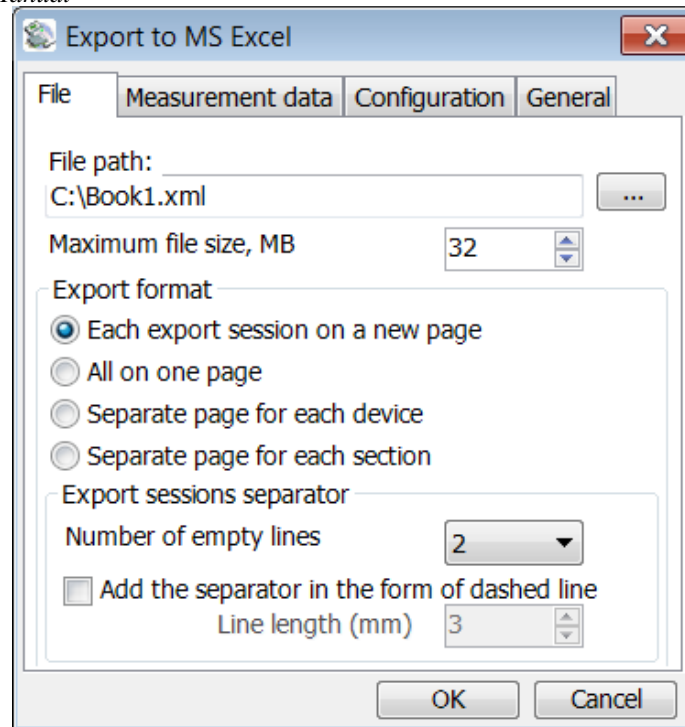 Export to MS Excel
File Measurement data Configuration General
File path:
C:\Book1.xml ...
Maximum file size, MB 32
Export format
Each export session on a new page
All on one page
Separate page for each device
Separate page for each section
Export sessions separator
Number of empty lines 2
Add the separator in the form of dashed line
Line length (mm) 3
OK Cancel